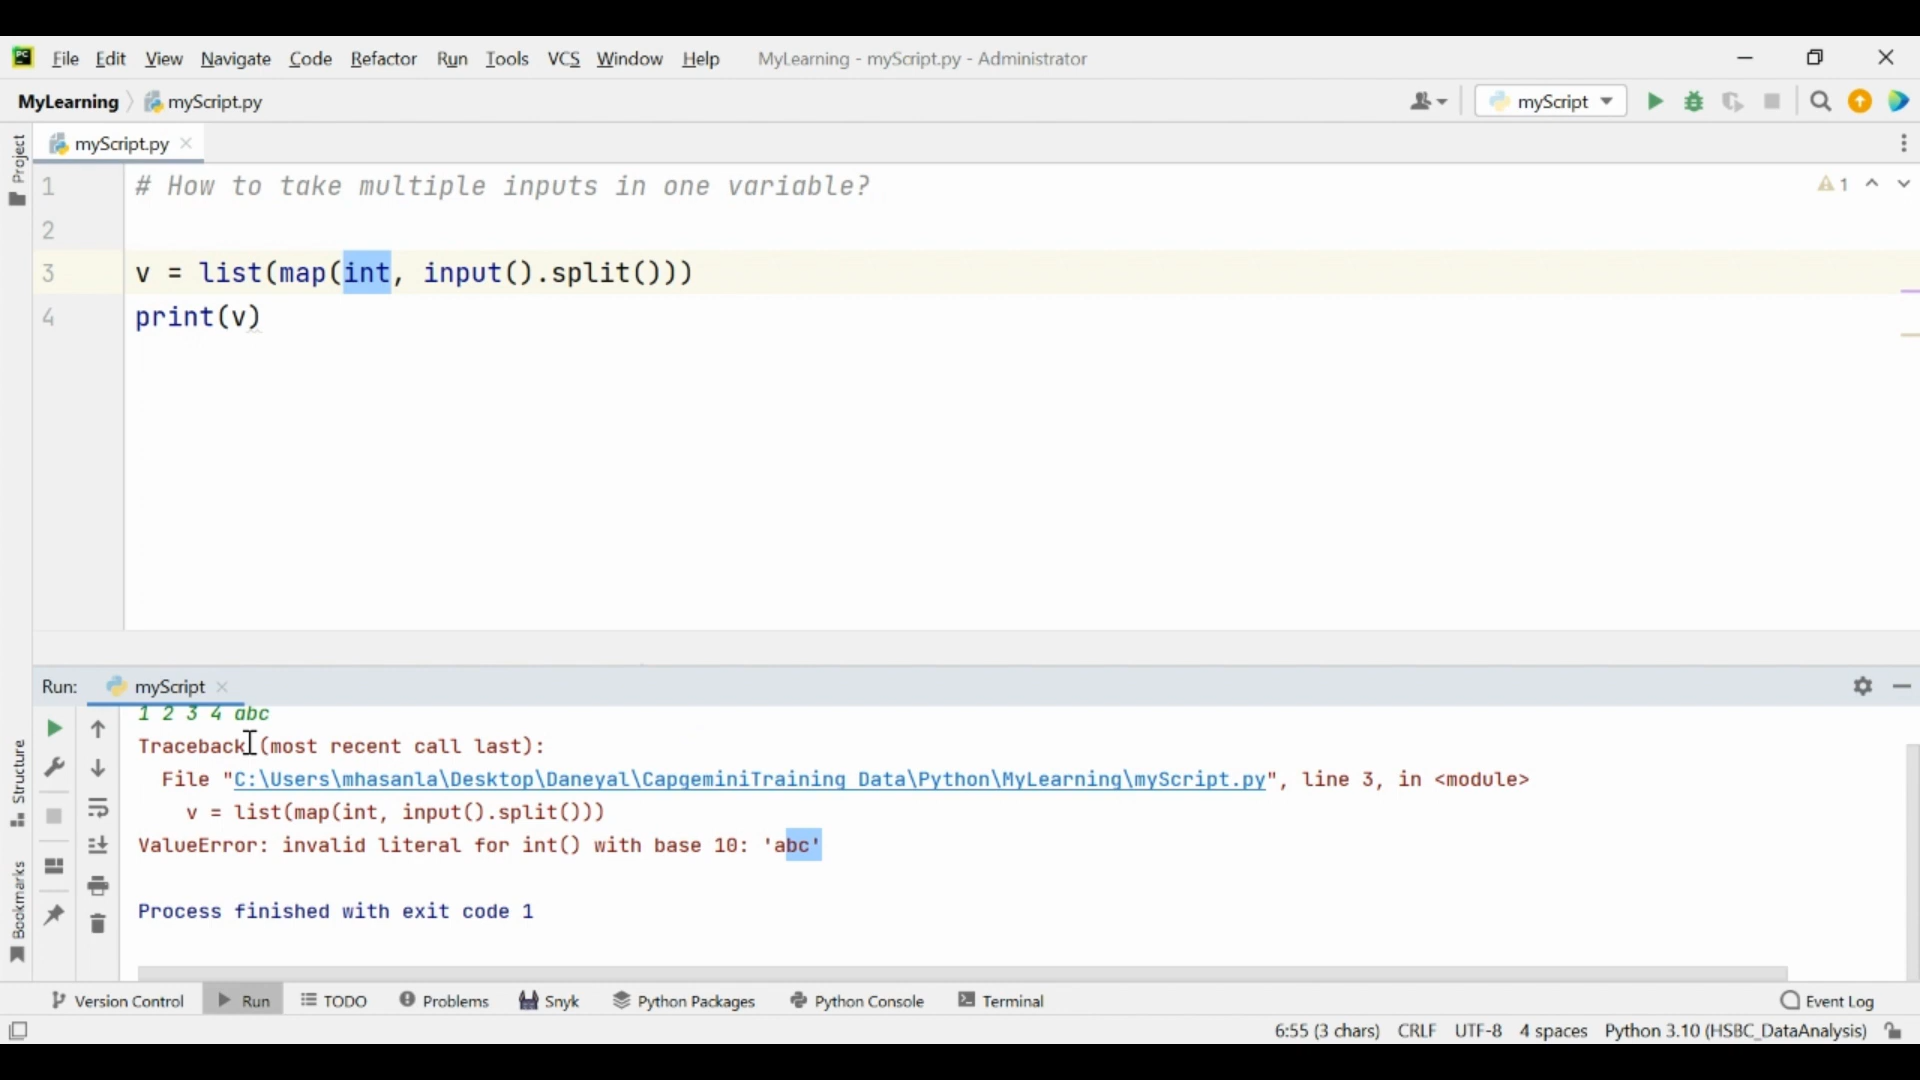 PC File Edit View Navigate Code Refactor Run Tools VCS Window Help MyLearning - myScript.py - Administrator
MyLearning myScript.py myScript
Project
myScript.py
1 # How to take multiple inputs in one variable? 1
2
3 v = list(map(int, input().split()))
4 print(v)
Run: myScript
1 2 3 4 abc
Traceback (most recent call last):
File "C:\Users\mhasanla\Desktop\Daneyal\CapgeminiTraining_Data\Python\MyLearning\myScript.py", line 3, in <module>
v = list(map(int, input().split()))
ValueError: invalid literal for int() with base 10: 'abc'
Process finished with exit code 1
Structure
Bookmarks
Version Control Run TODO Problems Snyk Python Packages Python Console Terminal Event Log
6:55 (3 chars) CRLF UTF-8 4 spaces Python 3.10 (HSBC_DataAnalysis)